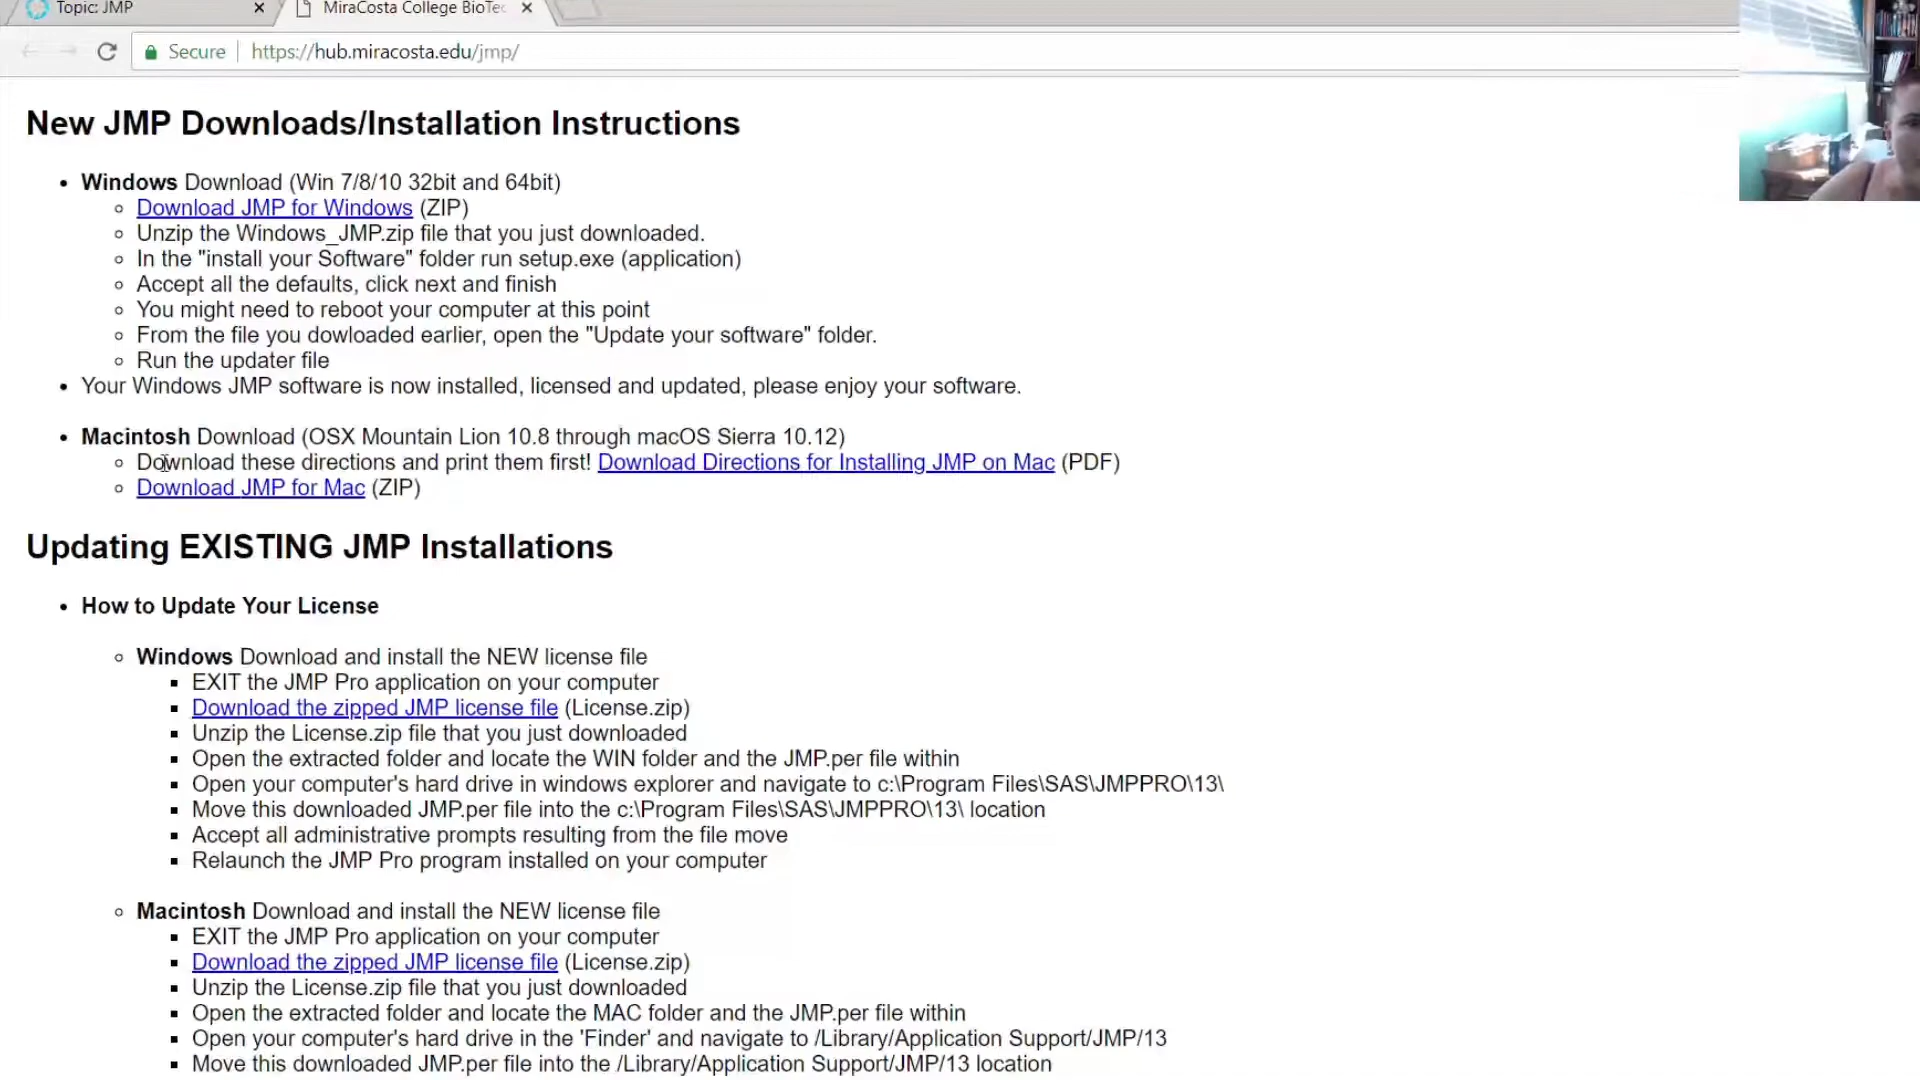 Topic: JMP
MiraCosta College BioTec
Secure https://hub.miracosta.edu/jmp/
New JMP Downloads/Installation Instructions
Windows Download (Win 7/8/10 32bit and 64bit)
Download JMP for Windows (ZIP)
Unzip the Windows_JMP.zip file that you just downloaded.
In the "install your Software" folder run setup.exe (application)
Accept all the defaults, click next and finish
You might need to reboot your computer at this point
From the file you dowloaded earlier, open the "Update your software" folder.
Run the updater file
Your Windows JMP software is now installed, licensed and updated, please enjoy your software.
Macintosh Download (OSX Mountain Lion 10.8 through macOS Sierra 10.12)
Download these directions and print them first! Download Directions for Installing JMP on Mac (PDF)
Download JMP for Mac (ZIP)
Updating EXISTING JMP Installations
How to Update Your License
Windows Download and install the NEW license file
EXIT the JMP Pro application on your computer
Download the zipped JMP license file (License.zip)
Unzip the License.zip file that you just downloaded
Open the extracted folder and locate the WIN folder and the JMP.per file within
Open your computer's hard drive in windows explorer and navigate to c:\Program Files\SAS\JMPPRO\13\
Move this downloaded JMP.per file into the c:\Program Files\SAS\JMPPRO\13\ location
Accept all administrative prompts resulting from the file move
Relaunch the JMP Pro program installed on your computer
Macintosh Download and install the NEW license file
EXIT the JMP Pro application on your computer
Download the zipped JMP license file (License.zip)
Unzip the License.zip file that you just downloaded
Open the extracted folder and locate the MAC folder and the JMP.per file within
Open your computer's hard drive in the 'Finder' and navigate to /Library/Application Support/JMP/13
Move this downloaded JMP.per file into the /Library/Application Support/JMP/13 location